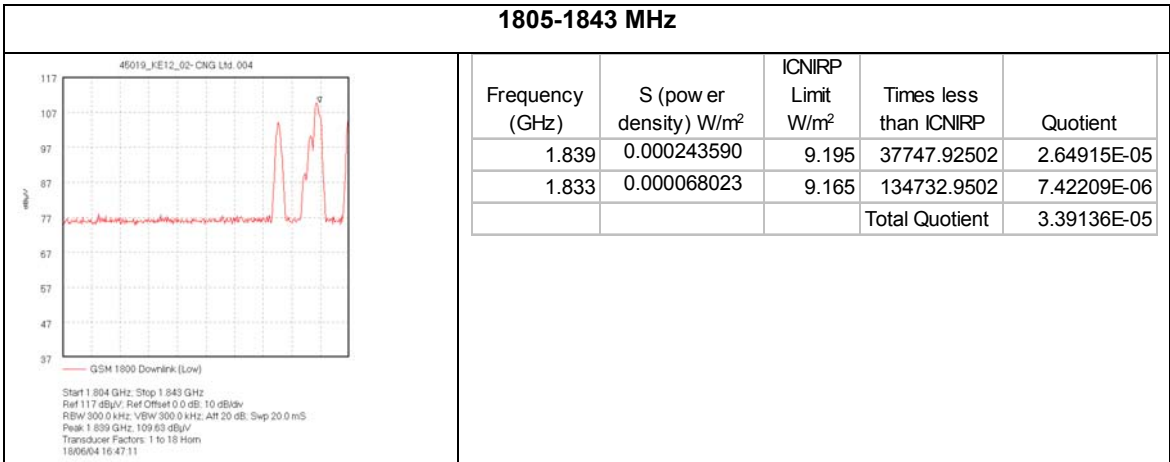 1805-1843 MHz
45019_KE12_02- CNG Ltd. 004
117
107
97
87
77
67
57
47
37
dBµV
GSM 1800 Downlink (Low)
Start 1.804 GHz; Stop 1.843 GHz
Ref 117 dBµV; Ref Offset 0.0 dB; 10 dB/div
RBW 300.0 kHz; VBW 300.0 kHz; Att 20 dB; Swp 20.0 mS
Peak 1.839 GHz, 109.63 dBµV
Transducer Factors: 1 to 18 Horn
18/06/04 16:47:11
Frequency (GHz) S (pow er density) W/m² ICNIRP Limit W/m² Times less than ICNIRP Quotient
1.839 0.000243590 9.195 37747.92502 2.64915E-05
1.833 0.000068023 9.165 134732.9502 7.42209E-06
Total Quotient 3.39136E-05